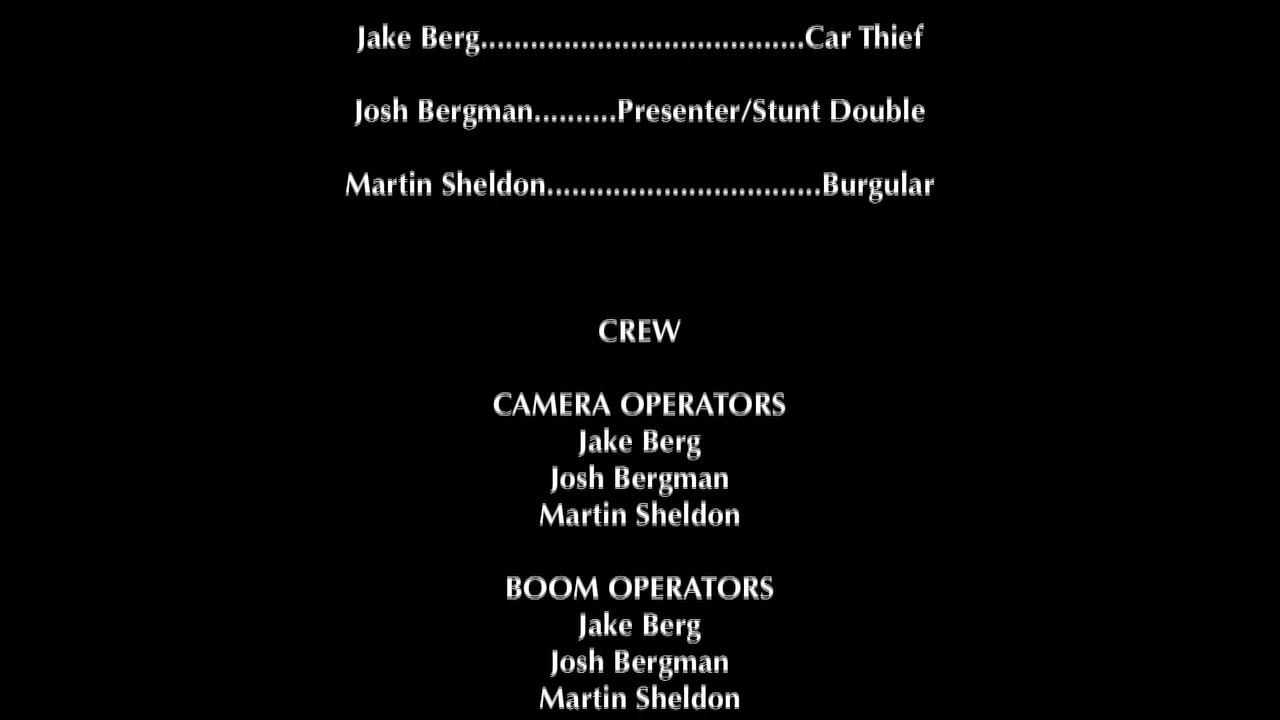 Jake Berg.......................................Car Thief
Josh Bergman..........Presenter/Stunt Double
Martin Sheldon.................................Burgular
CREW
CAMERA OPERATORS
Jake Berg
Josh Bergman
Martin Sheldon
BOOM OPERATORS
Jake Berg
Josh Bergman
Martin Sheldon